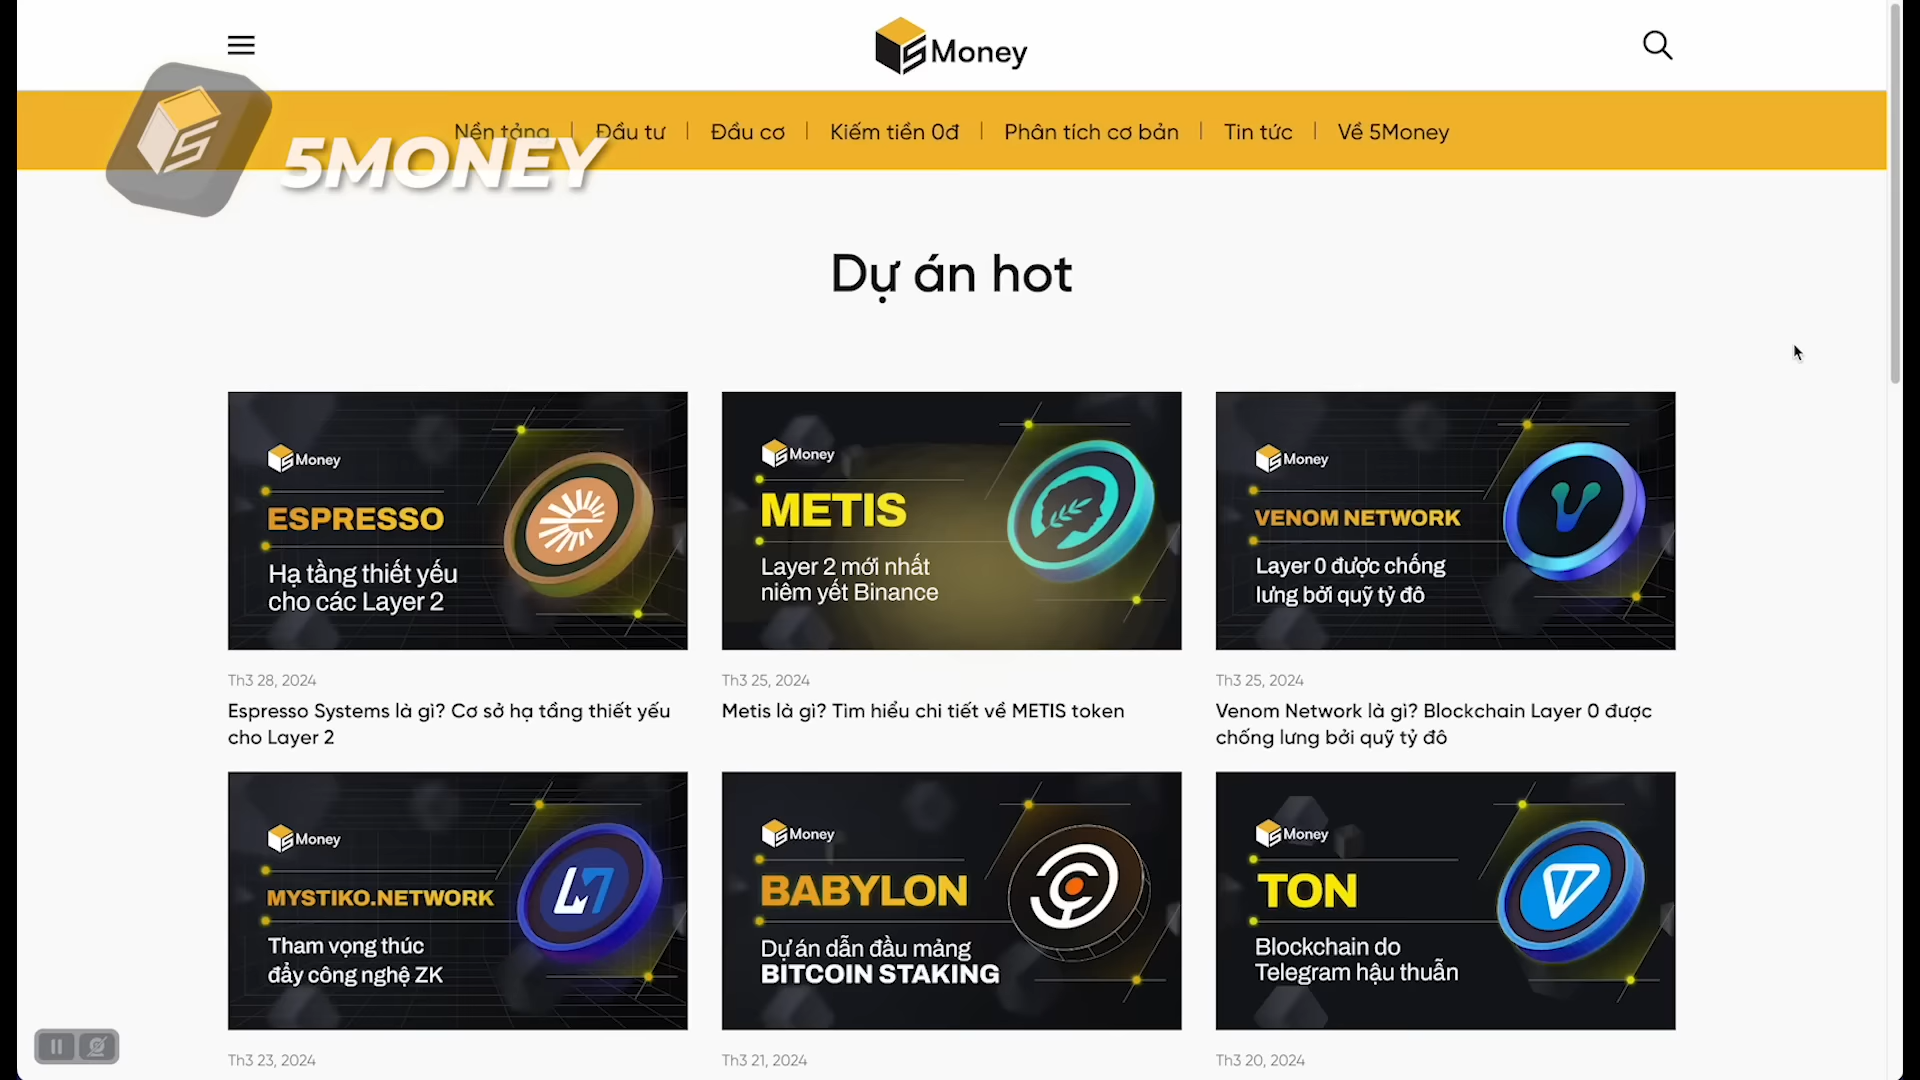 Money
Nền tảng | Đầu tư | Đầu cơ | Kiếm tiền 0đ | Phân tích cơ bản | Tin tức | Về 5Money
5MONEY
Dự án hot
Money
ESPRESSO
Hạ tầng thiết yếu
cho các Layer 2
Money
METIS
Layer 2 mới nhất
niêm yết Binance
Money
VENOM NETWORK
Layer 0 được chống
lưng bởi quỹ tỷ đô
Th3 28, 2024
Espresso Systems là gì? Cơ sở hạ tầng thiết yếu
cho Layer 2
Th3 25, 2024
Metis là gì? Tìm hiểu chi tiết về METIS token
Th3 25, 2024
Venom Network là gì? Blockchain Layer 0 được
chống lưng bởi quỹ tỷ đô
Money
MYSTIKO.NETWORK
Tham vọng thúc
đẩy công nghệ ZK
Money
BABYLON
Dự án dẫn đầu mảng
BITCOIN STAKING
Money
TON
Blockchain do
Telegram hậu thuẫn
Th3 23, 2024
Th3 21, 2024
Th3 20, 2024